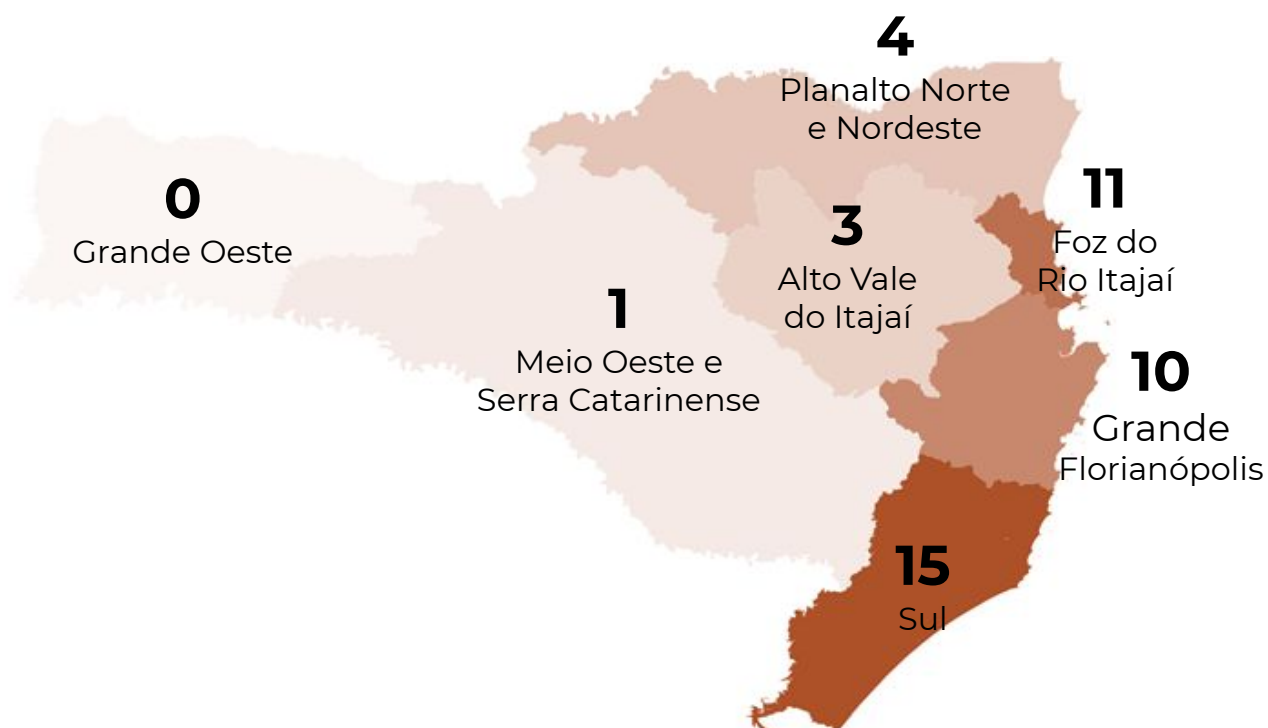 4
Planalto Norte
e Nordeste
0
Grande Oeste
11
Foz do
Rio Itajaí
3
Alto Vale
do Itajaí
1
Meio Oeste e
Serra Catarinense
10
Grande
Florianópolis
15
Sul